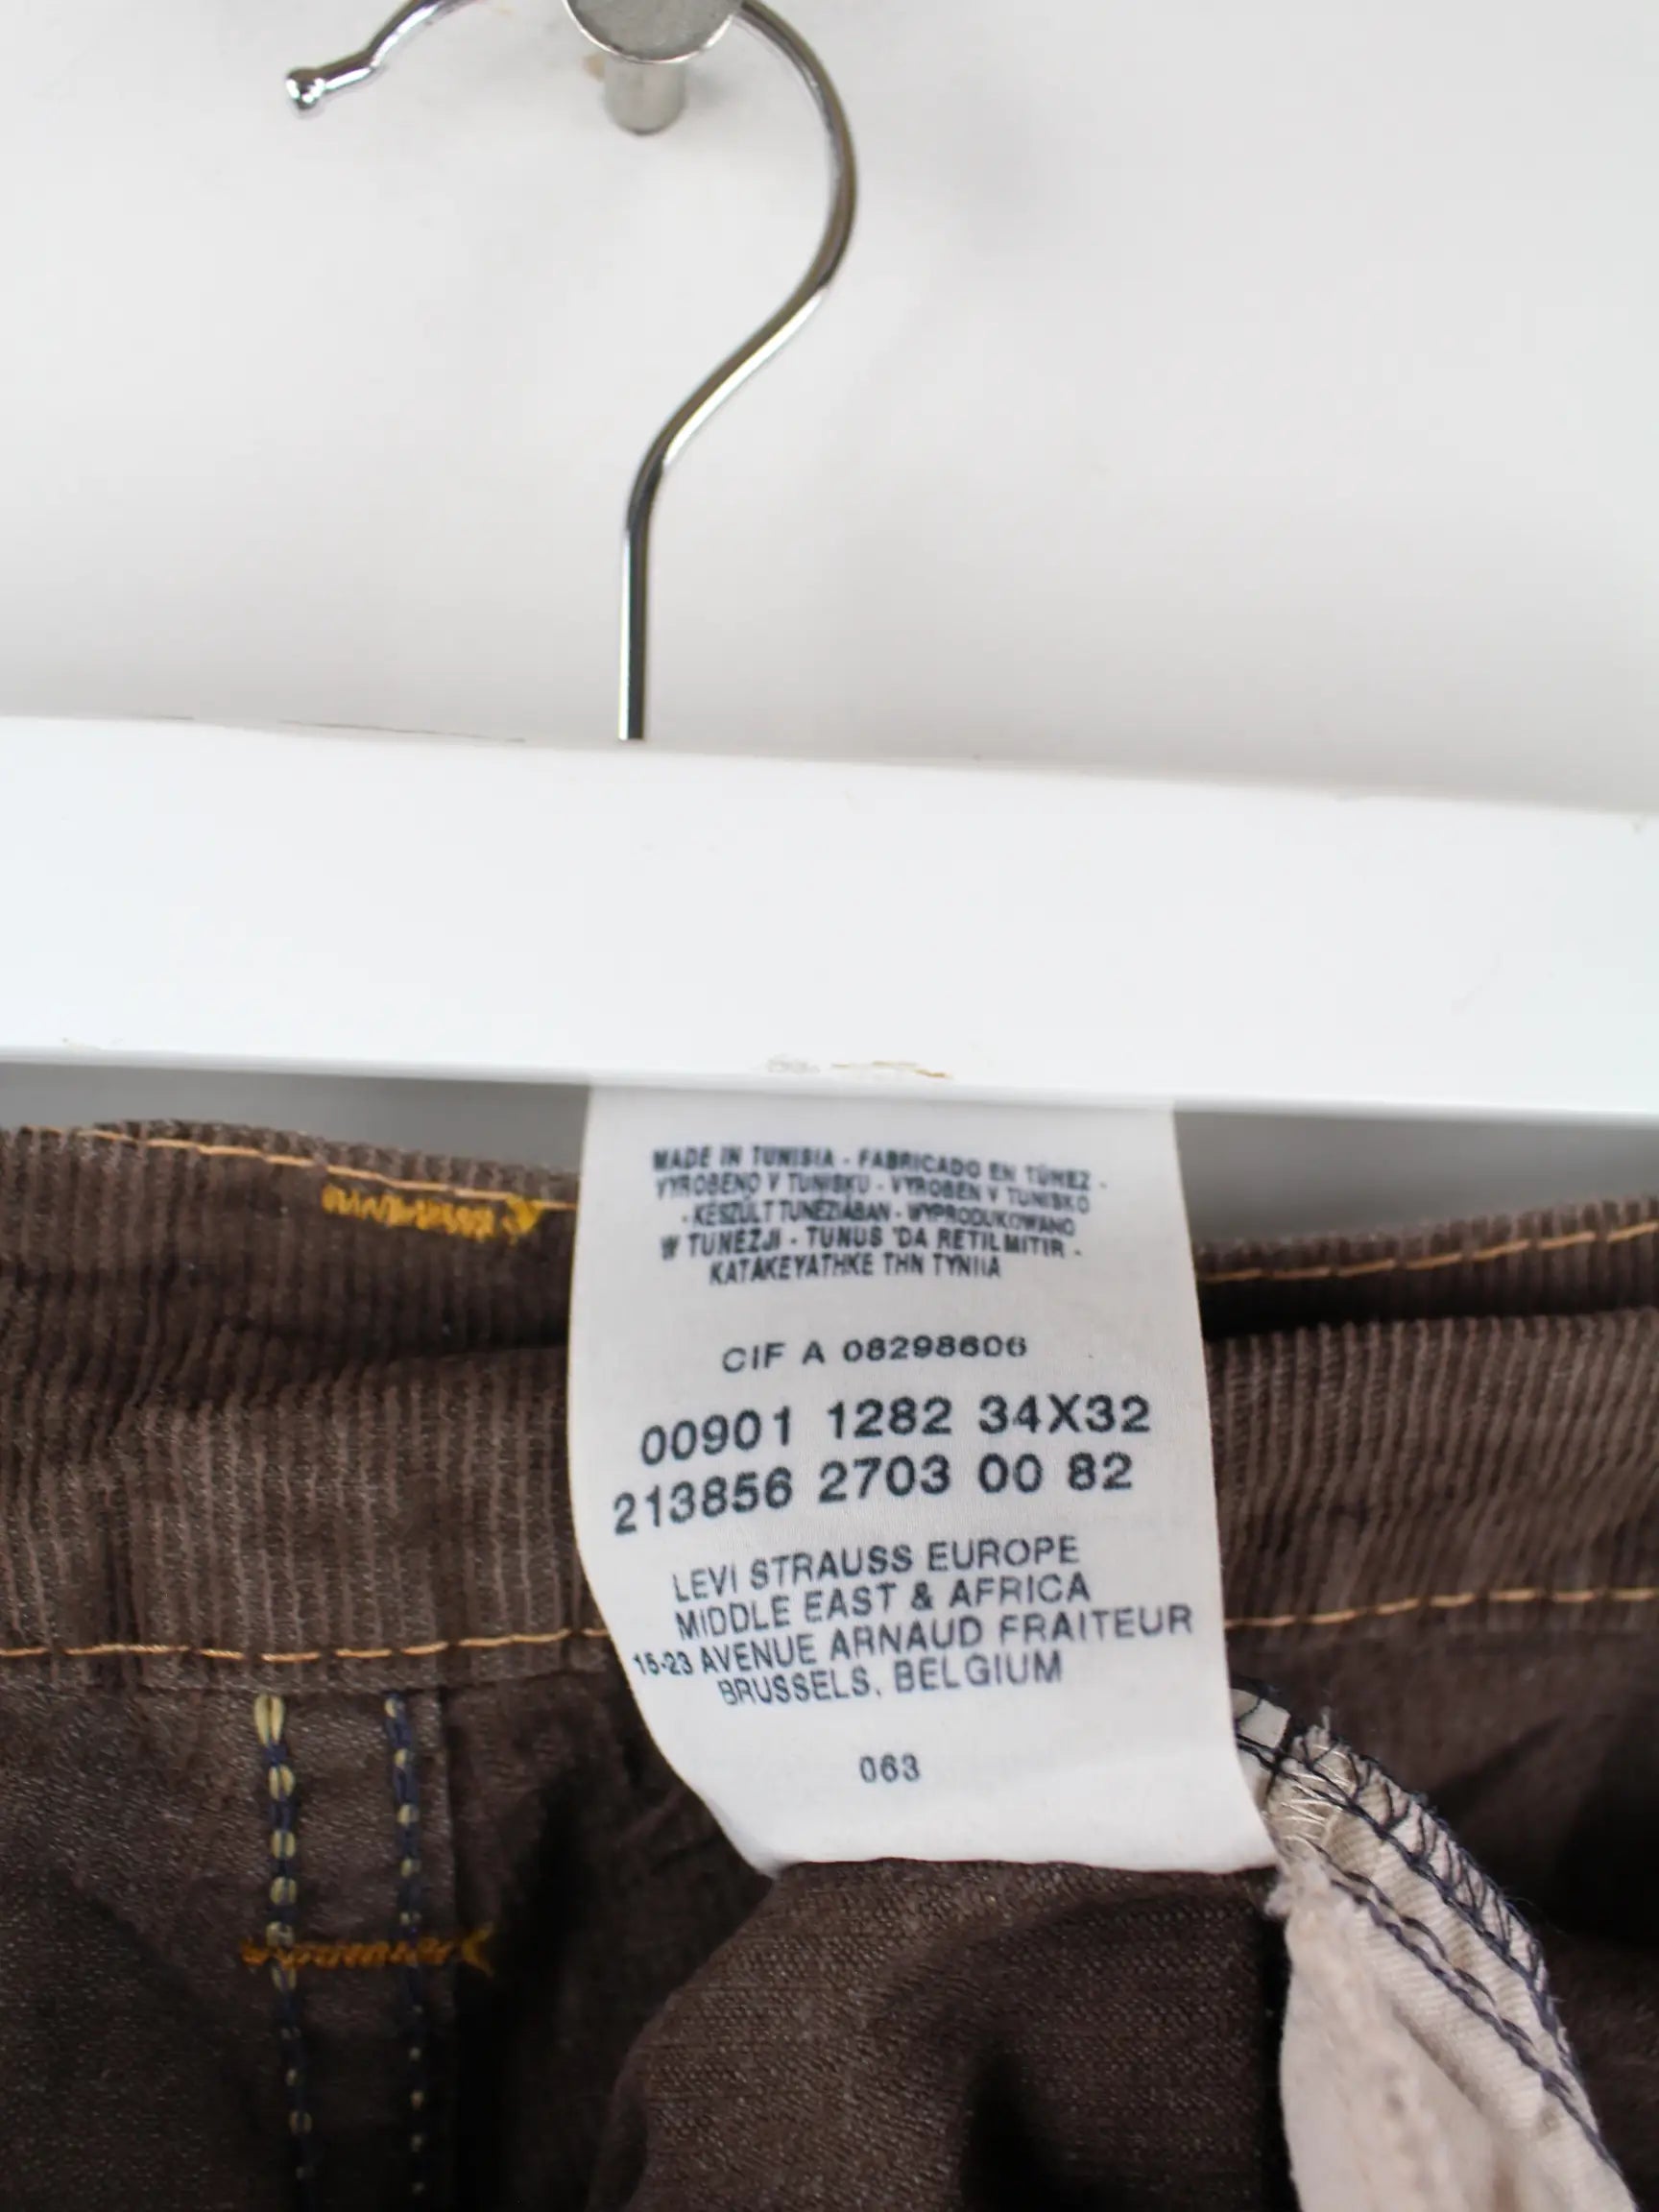 MADE IN TUNISIA - FABRICADO EN TÚNEZ -
VYROBENO V TUNISKU - VYROBEN V TUNISKO
- KÉSZÜLT TUNÉZIÁBAN - WYPRODUKOWANO
W TUNEZJI - TUNUS 'DA RETILMITIR -
KATAKEYATHKE THN TYNIIA
CIF A 08298606
00901 1282 34X32
213856 2703 00 82
LEVI STRAUSS EUROPE
MIDDLE EAST & AFRICA
15-23 AVENUE ARNAUD FRAITEUR
BRUSSELS, BELGIUM
063